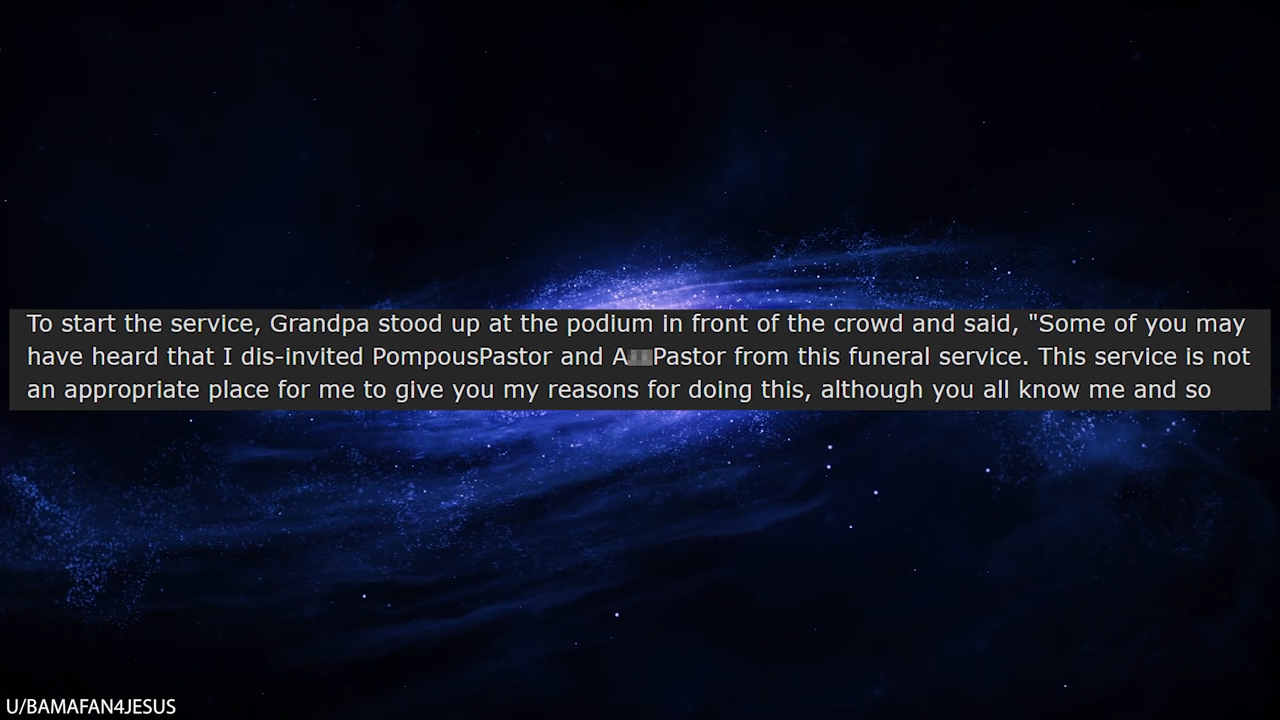 To start the service, Grandpa stood up at the podium in front of the crowd and said, "Some of you may
have heard that I dis-invited PompousPastor and A Pastor from this funeral service. This service is not
an appropriate place for me to give you my reasons for doing this, although you all know me and so
U/BAMAFAN4JESUS